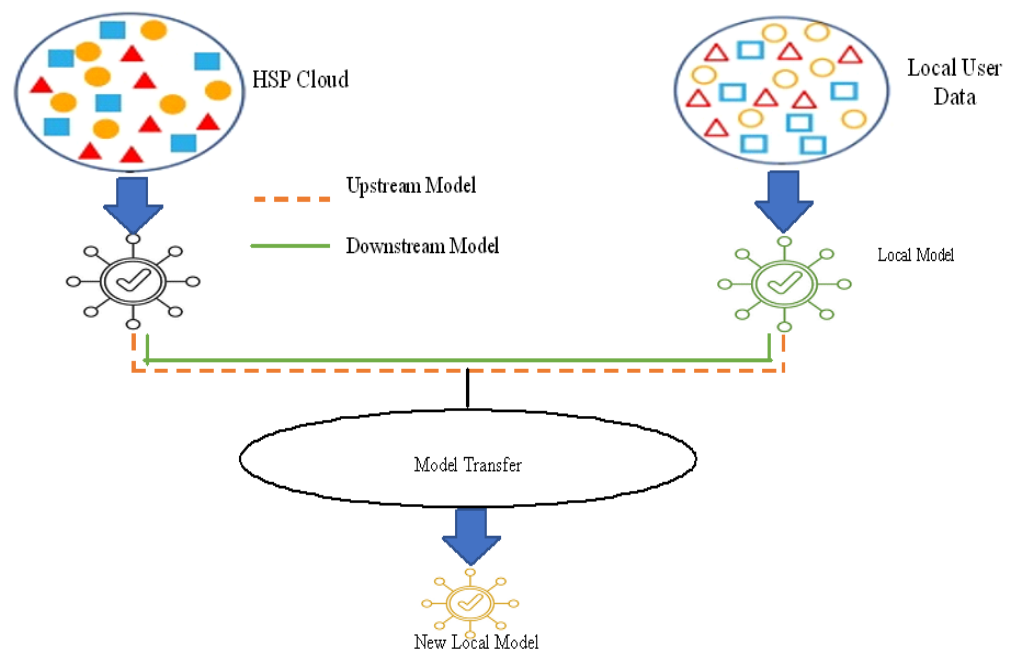 HSP Cloud
Local User
Data
Upstream Model
Downstream Model
Local Model
Model Transfer
New Local Model